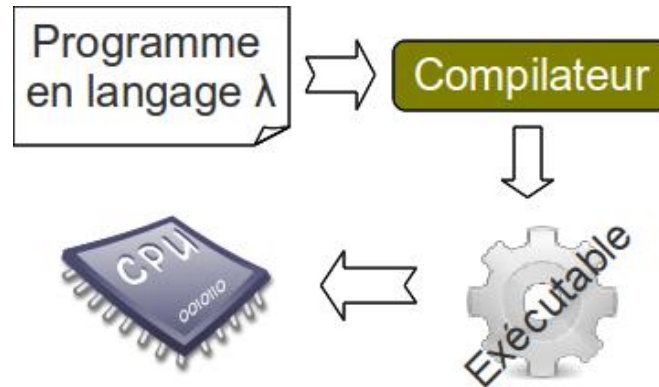 Programme
en langage λ
Compilateur
Exécutable
CPU
0010110